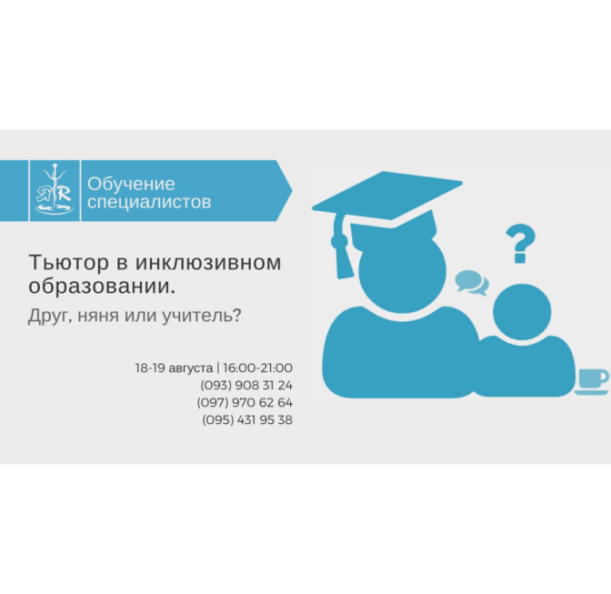 ЯR
Обучение
специалистов
Тьютор в инклюзивном
образовании.
Друг, няня или учитель?
18-19 августа | 16:00-21:00
(093) 908 31 24
(097) 970 62 64
(095) 431 95 38
?